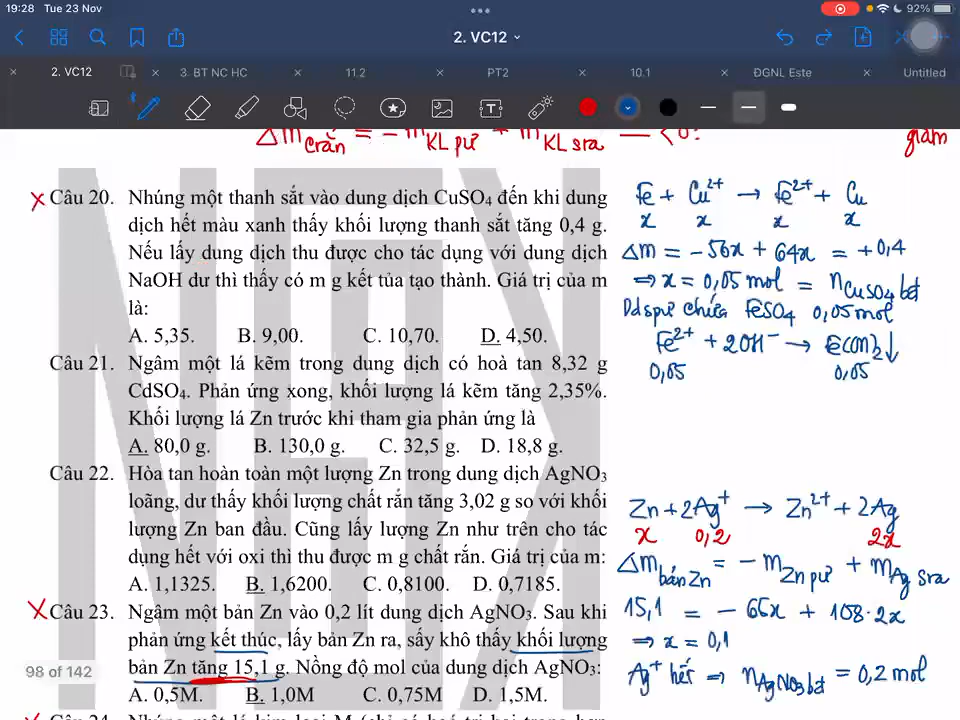 19:28 Tue 23 Nov
92%
2. VC12
2. VC12
3. BT NC HC
11.2
PT2
10.1
ĐGNL Este
Untitled
Δm crắn = - m KL pư + m KL sra
giảm
Câu 20. Nhúng một thanh sắt vào dung dịch CuSO₄ đến khi dung
dịch hết màu xanh thấy khối lượng thanh sắt tăng 0,4 g.
Nếu lấy dung dịch thu được cho tác dụng với dung dịch
NaOH dư thì thấy có m g kết tủa tạo thành. Giá trị của m
là:
A. 5,35. B. 9,00. C. 10,70. D. 4,50.
Fe + Cu²⁺ → Fe²⁺ + Cu
x x x x
Δm = -56x + 64x = +0,4
⇒ x = 0,05 mol = nCuSO₄ bđ
Dd spư chứa FeSO₄ 0,05 mol
Fe²⁺ + 2OH⁻ → Fe(OH)₂↓
0,05 0,05
Câu 21. Ngâm một lá kẽm trong dung dịch có hoà tan 8,32 g
CdSO₄. Phản ứng xong, khối lượng lá kẽm tăng 2,35%.
Khối lượng lá Zn trước khi tham gia phản ứng là
A. 80,0 g. B. 130,0 g. C. 32,5 g. D. 18,8 g.
Câu 22. Hòa tan hoàn toàn một lượng Zn trong dung dịch AgNO₃
loãng, dư thấy khối lượng chất rắn tăng 3,02 g so với khối
lượng Zn ban đầu. Cũng lấy lượng Zn như trên cho tác
dụng hết với oxi thì thu được m g chất rắn. Giá trị của m:
A. 1,1325. B. 1,6200. C. 0,8100. D. 0,7185.
Câu 23. Ngâm một bản Zn vào 0,2 lít dung dịch AgNO₃. Sau khi
phản ứng kết thúc, lấy bản Zn ra, sấy khô thấy khối lượng
bản Zn tăng 15,1 g. Nồng độ mol của dung dịch AgNO₃:
A. 0,5M. B. 1,0M C. 0,75M D. 1,5M.
Zn + 2Ag⁺ → Zn²⁺ + 2Ag
x 0,2 2x
Δm bản Zn = - m Zn pư + m Ag sra
15,1 = - 65x + 108.2x
⇒ x = 0,1
Ag⁺ hết ⇒ nAgNO₃ bđ = 0,2 mol
98 of 142